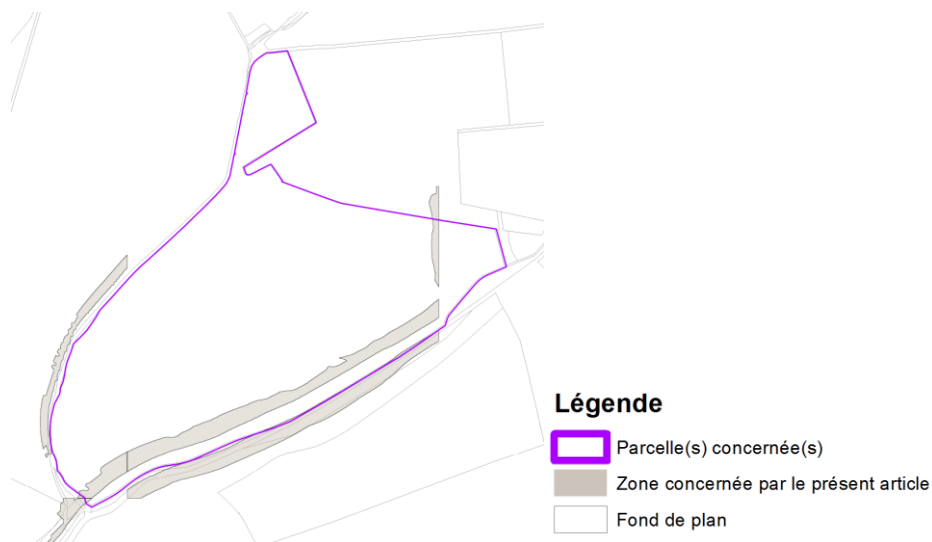 Légende
Parcelle(s) concernée(s)
Zone concernée par le présent article
Fond de plan